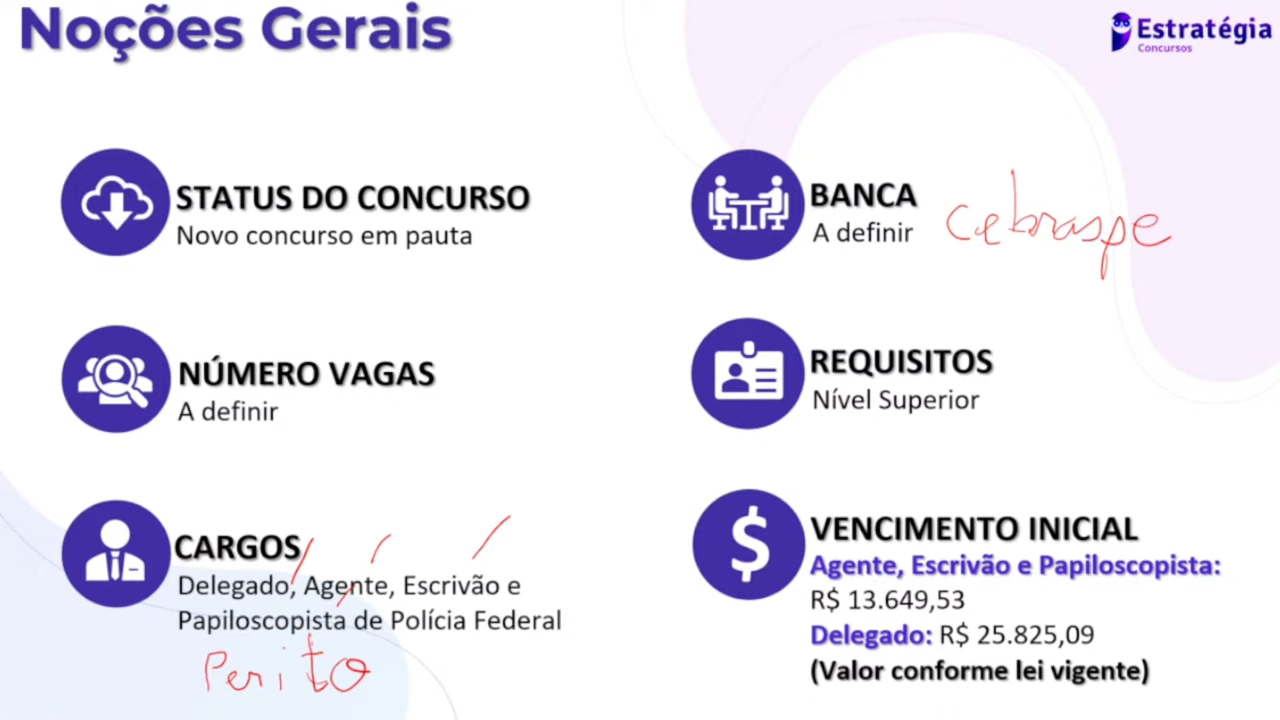 Noções Gerais
Estratégia
Concursos
STATUS DO CONCURSO
Novo concurso em pauta
BANCA
A definir
cebraspe
NÚMERO VAGAS
A definir
REQUISITOS
Nível Superior
CARGOS
Delegado, Agente, Escrivão e
Papiloscopista de Polícia Federal
Perito
VENCIMENTO INICIAL
Agente, Escrivão e Papiloscopista:
R$ 13.649,53
Delegado: R$ 25.825,09
(Valor conforme lei vigente)